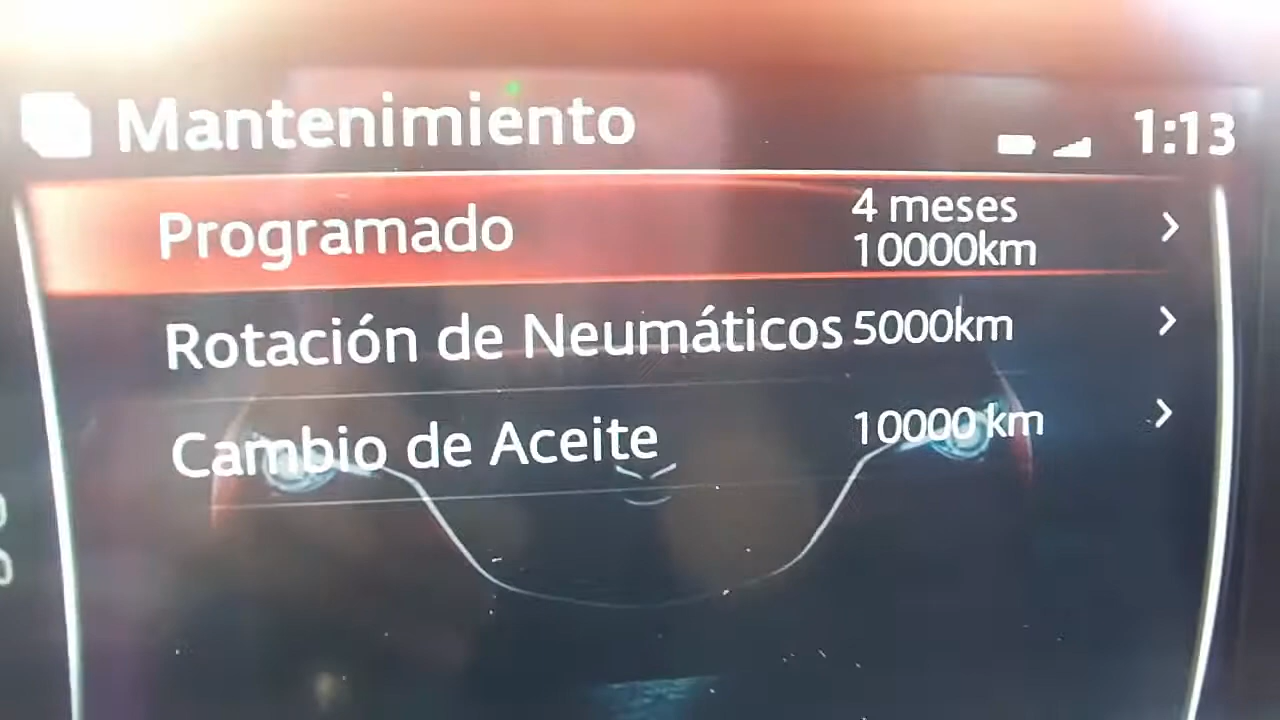 Mantenimiento
1:13
Programado
4 meses
10000km
Rotación de Neumáticos 5000km
Cambio de Aceite 10000 km